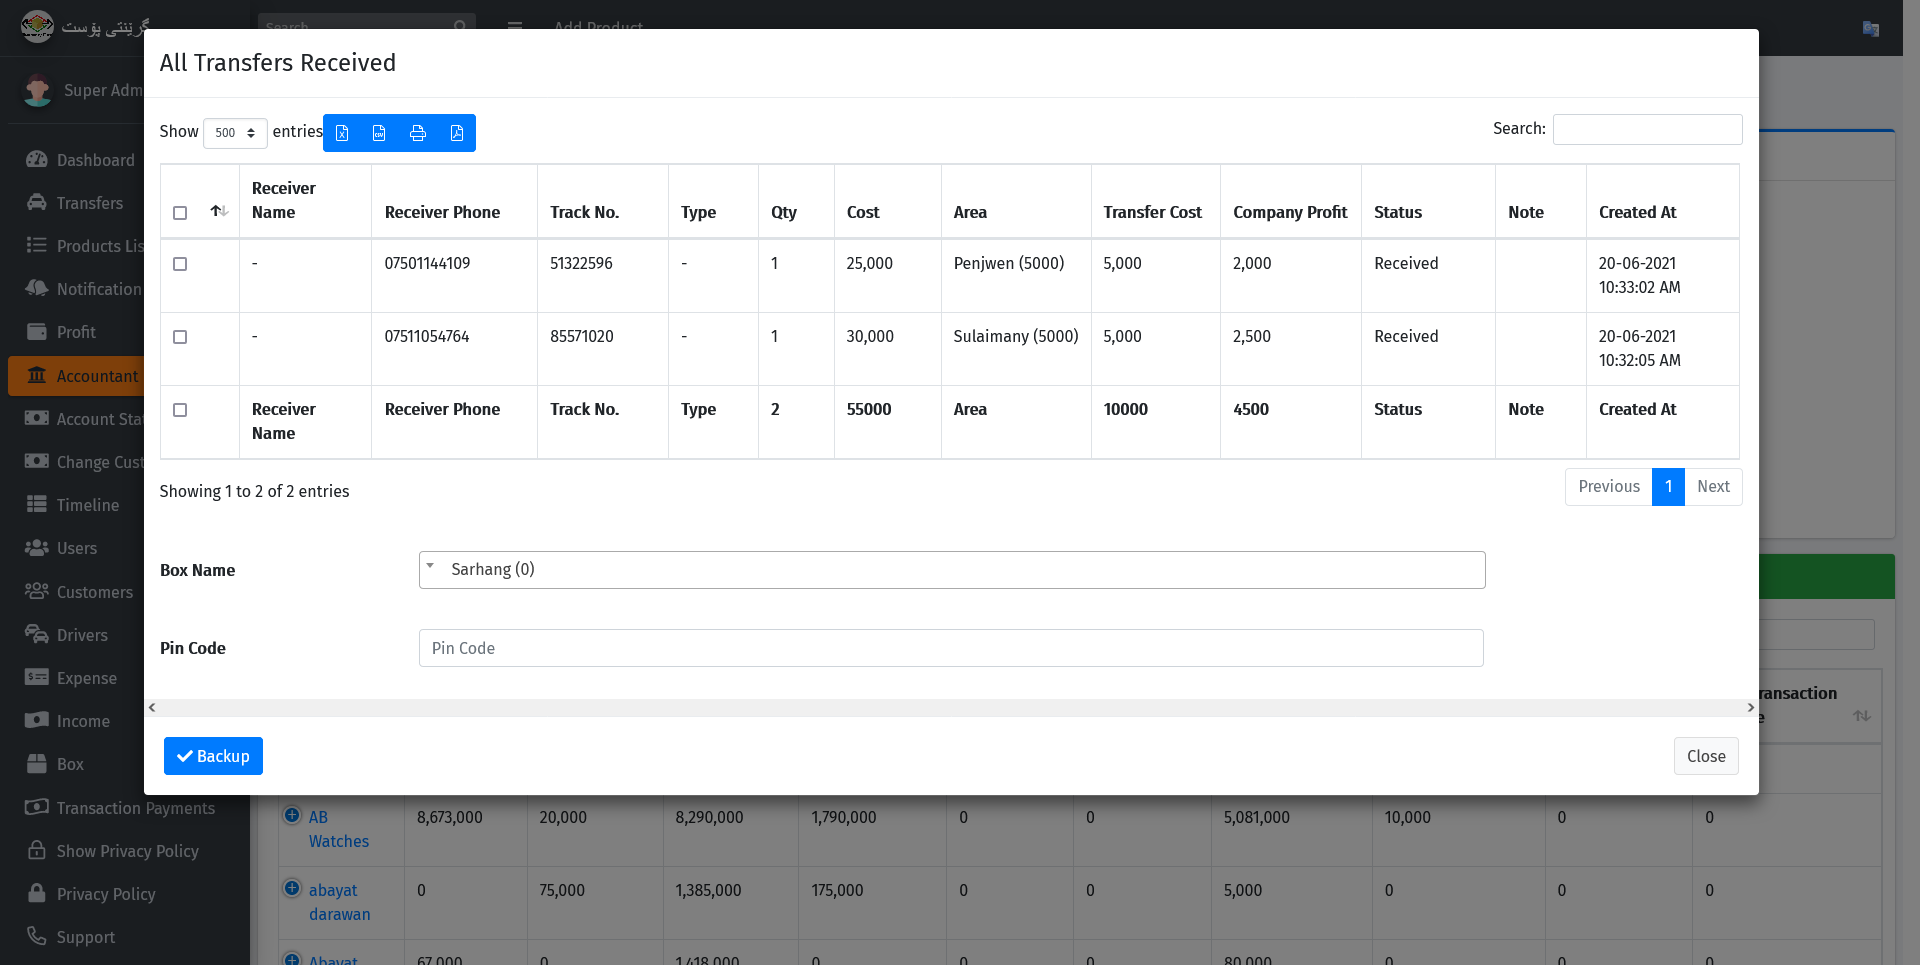 گرێنتی پۆست
Search
Add Product
Super Adm
Dashboard
Transfers
Products Lis
Notification
Profit
Accountant
Account Stat
Change Cust
Timeline
Users
Customers
Drivers
Expense
Income
Box
Transaction Payments
Show Privacy Policy
Privacy Policy
Support
All Transfers Received
Show 500 entries
Search:
Receiver Name Receiver Phone Track No. Type Qty Cost Area Transfer Cost Company Profit Status Note Created At
- 07501144109 51322596 - 1 25,000 Penjwen (5000) 5,000 2,000 Received 20-06-2021 10:33:02 AM
- 07511054764 85571020 - 1 30,000 Sulaimany (5000) 5,000 2,500 Received 20-06-2021 10:32:05 AM
Receiver Name Receiver Phone Track No. Type 2 55000 Area 10000 4500 Status Note Created At
Showing 1 to 2 of 2 entries
Previous 1 Next
Box Name
Sarhang (0)
Pin Code
Pin Code
Backup
Close
ransaction
e
AB Watches 8,673,000 20,000 8,290,000 1,790,000 0 0 5,081,000 10,000 0 0
abayat darawan 0 75,000 1,385,000 175,000 0 0 5,000 0 0 0
Abayat 67,000 0 1,418,000 0 0 0 80,000 0 0 0